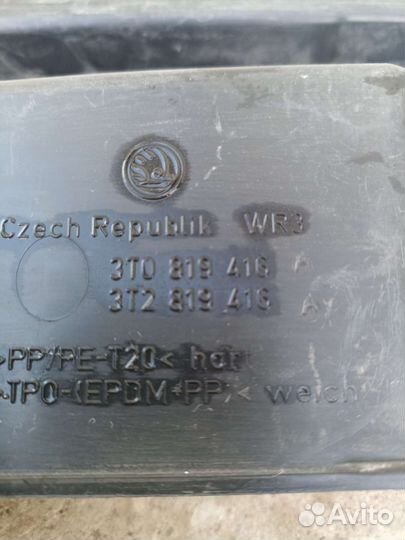 Czech Republik WR3
3T0 819 416 A
3T2 819 416 A
>PP/PE-T20< hart
>TPO-(EPDM+PP)< weich
Avito